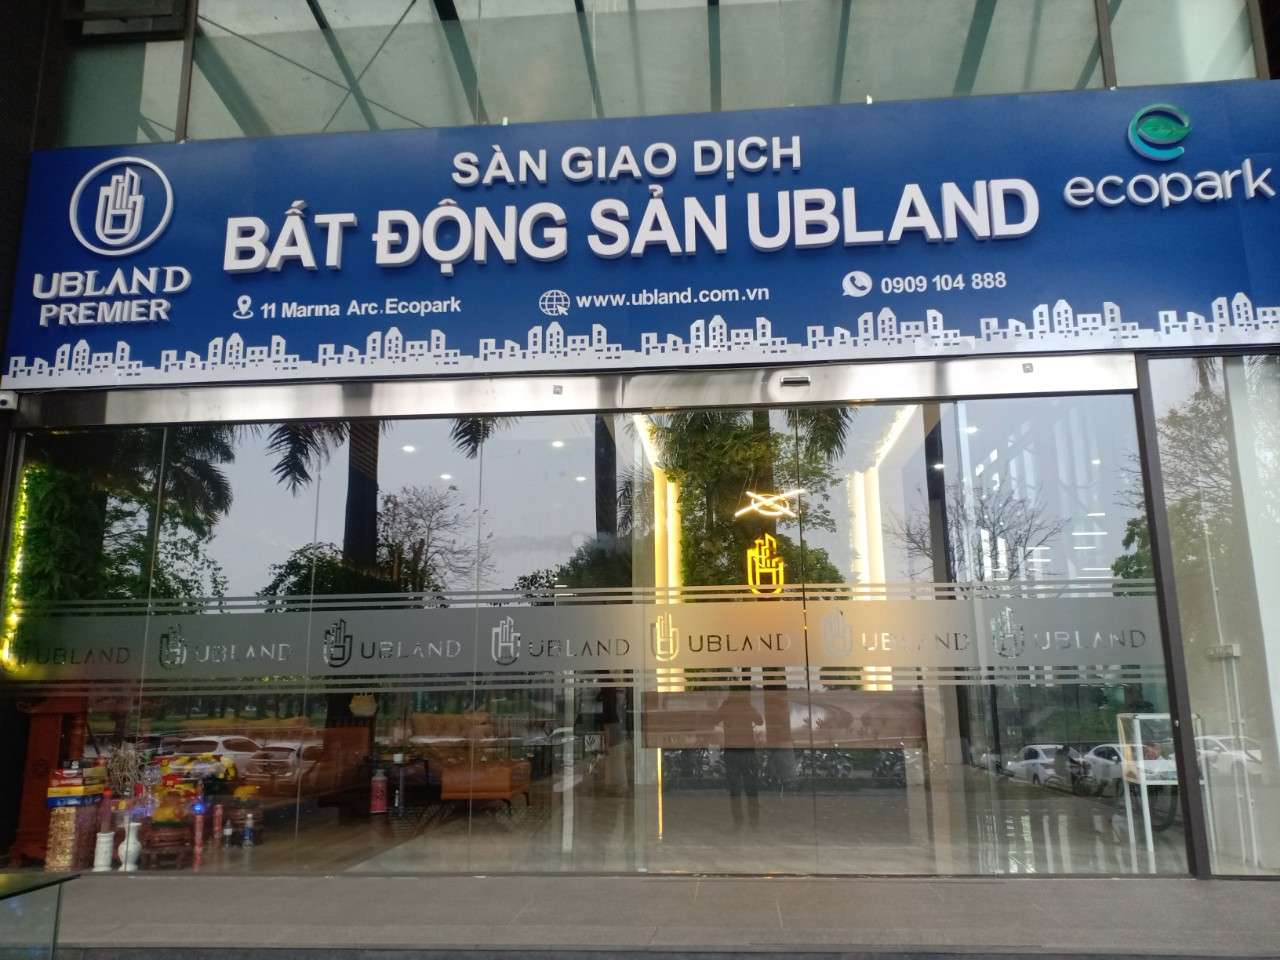 SÀN GIAO DỊCH
BẤT ĐỘNG SẢN UBLAND
ecopark
UBLAND
PREMIER
11 Marina Arc. Ecopark
www.ubland.com.vn
0909 104 888
UBLAND UBLAND UBLAND UBLAND UBLAND UBLAND UBLAND